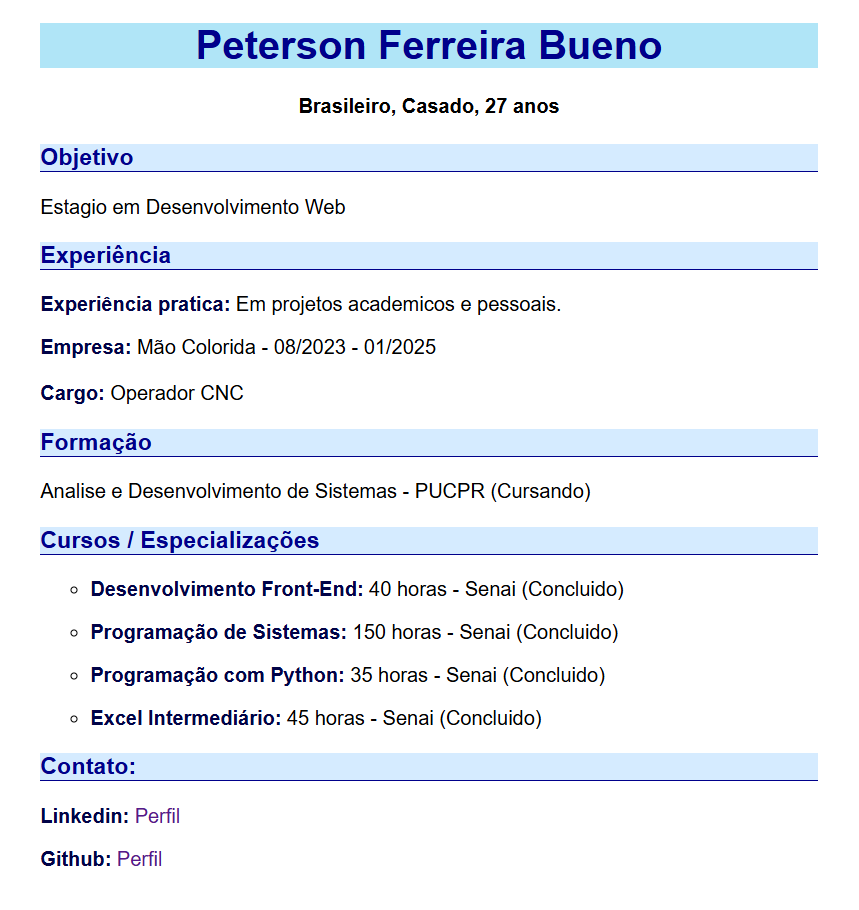 Peterson Ferreira Bueno
Brasileiro, Casado, 27 anos
Objetivo
Estagio em Desenvolvimento Web
Experiência
Experiência pratica: Em projetos academicos e pessoais.
Empresa: Mão Colorida - 08/2023 - 01/2025
Cargo: Operador CNC
Formação
Analise e Desenvolvimento de Sistemas - PUCPR (Cursando)
Cursos / Especializações
Desenvolvimento Front-End: 40 horas - Senai (Concluido)
Programação de Sistemas: 150 horas - Senai (Concluido)
Programação com Python: 35 horas - Senai (Concluido)
Excel Intermediário: 45 horas - Senai (Concluido)
Contato:
Linkedin: Perfil
Github: Perfil